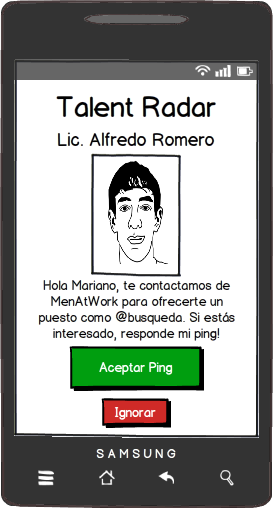 Talent Radar
Lic. Alfredo Romero
Hola Mariano, te contactamos de
MenAtWork para ofrecerte un
puesto como @busqueda. Si estás
interesado, responde mi ping!
Aceptar Ping
Ignorar
SAMSUNG